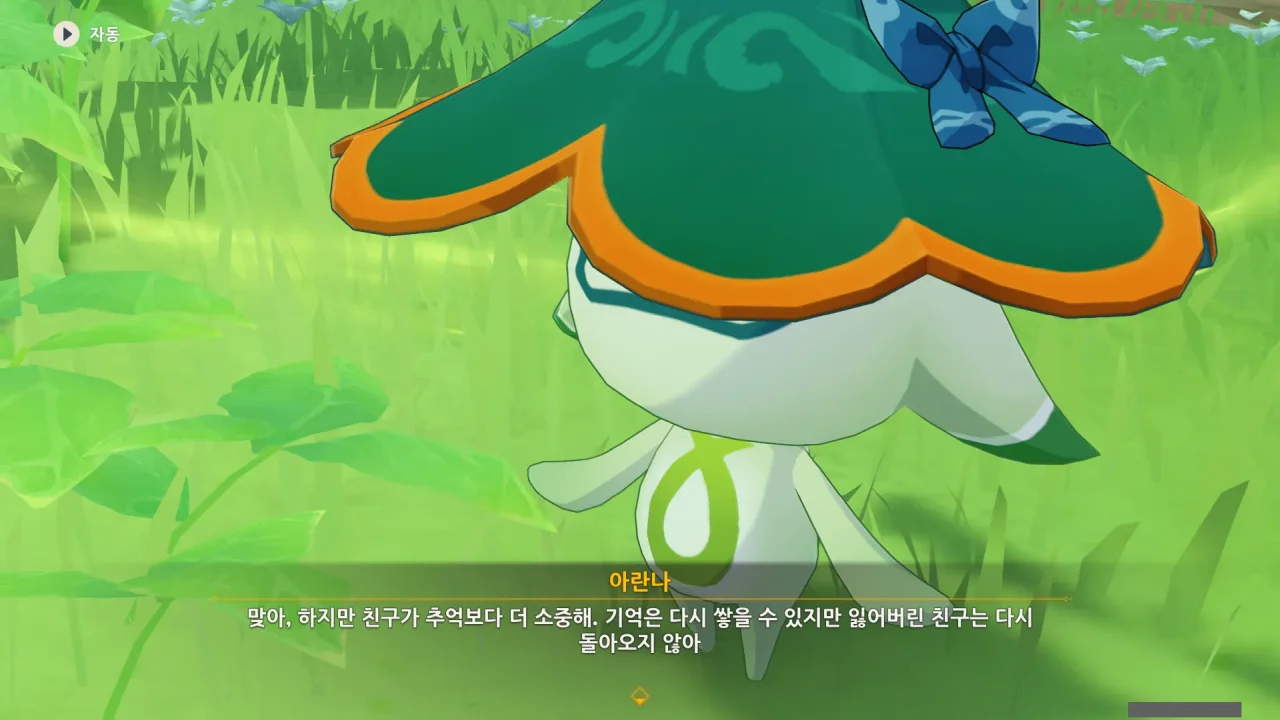 자동
아란나
맞아, 하지만 친구가 추억보다 더 소중해. 기억은 다시 쌓을 수 있지만 잃어버린 친구는 다시
돌아오지 않아